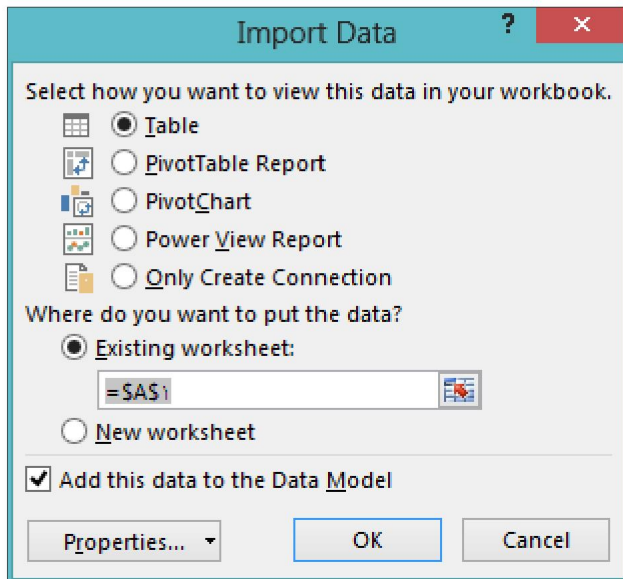 Import Data ?
Select how you want to view this data in your workbook.
Table
PivotTable Report
PivotChart
Power View Report
Only Create Connection
Where do you want to put the data?
Existing worksheet:
=$A$1
New worksheet
Add this data to the Data Model
Properties... OK Cancel